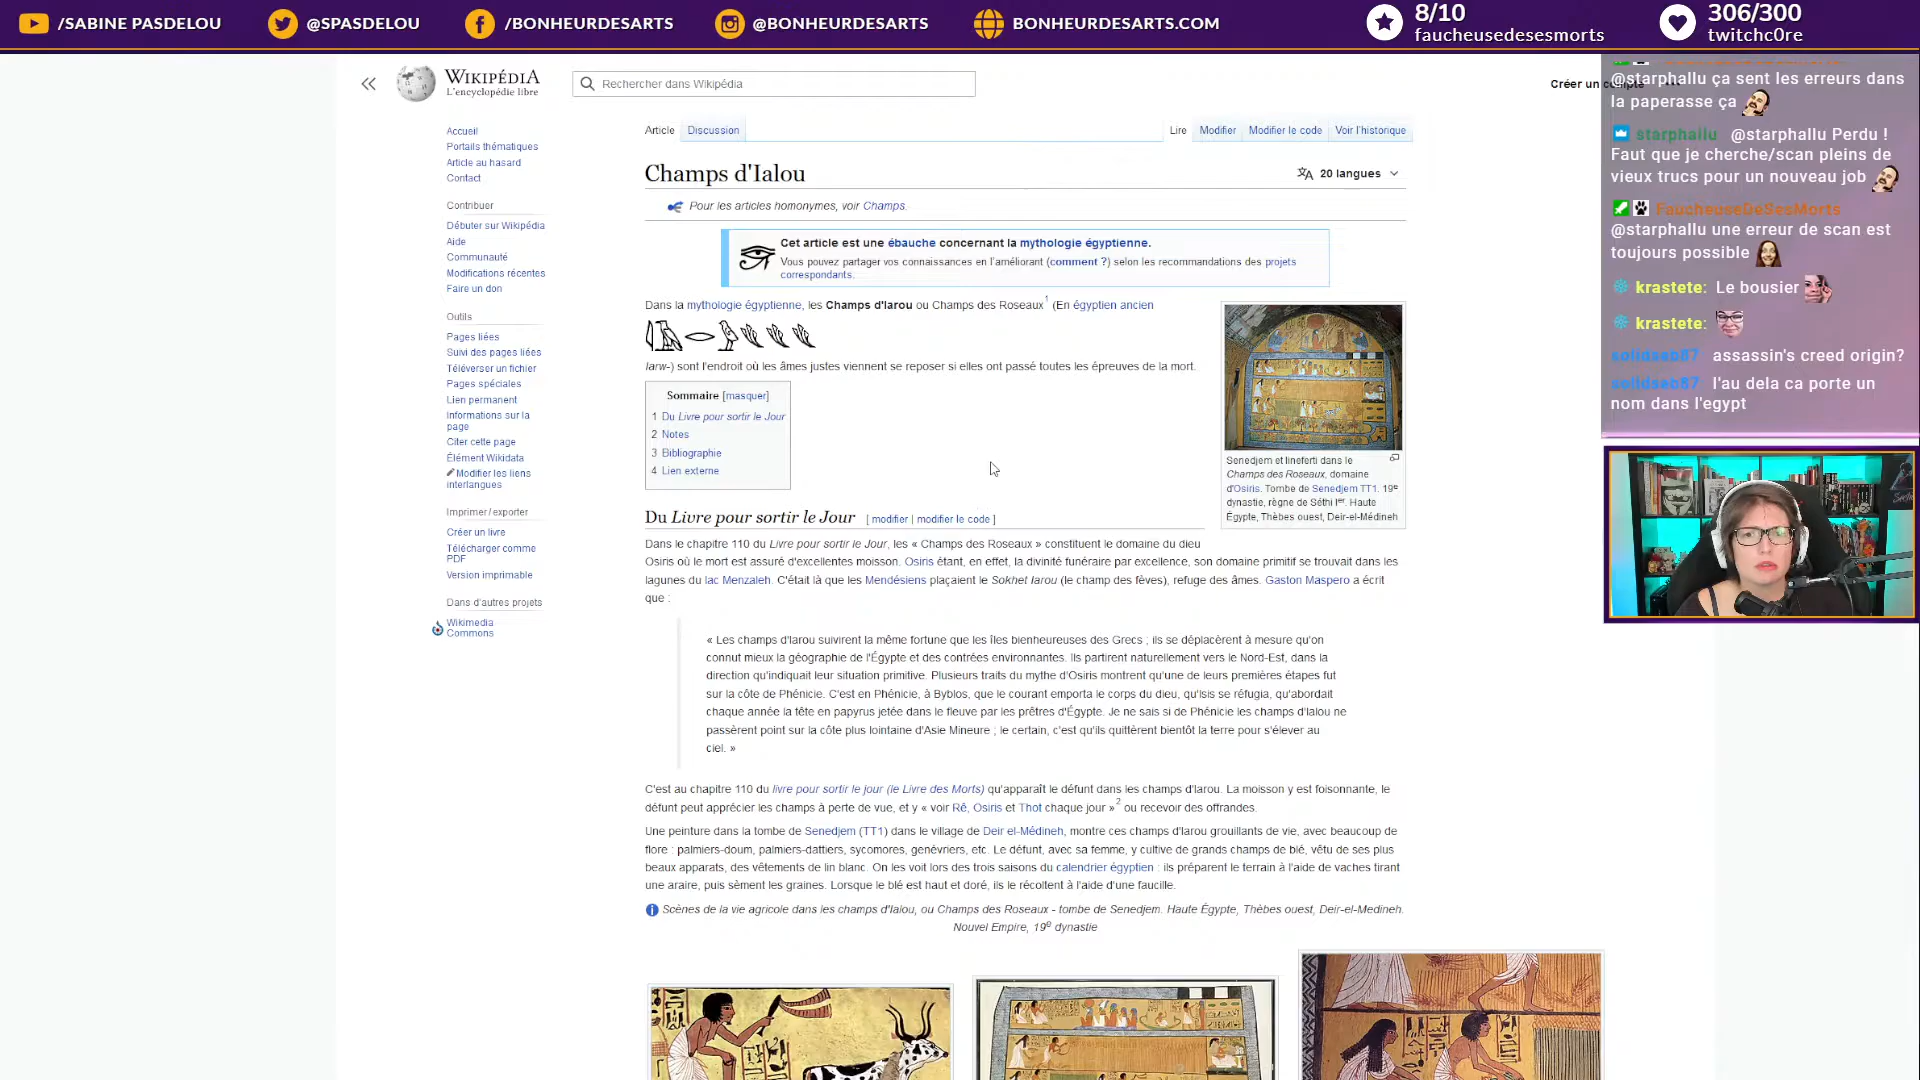 /SABINE PASDELOU
@SPASDELOU
/BONHEURDESARTS
@BONHEURDESARTS
BONHEURDESARTS.COM
8/10
faucheusedesesmorts
306/300
twitchc0re
WIKIPÉDIA
L'encyclopédie libre
Rechercher dans Wikipédia
Créer un compte
Accueil
Portails thématiques
Article au hasard
Contact
Contribuer
Débuter sur Wikipédia
Aide
Communauté
Modifications récentes
Faire un don
Outils
Pages liées
Suivi des pages liées
Téléverser un fichier
Pages spéciales
Lien permanent
Informations sur la
page
Citer cette page
Élément Wikidata
Modifier les liens
interlangues
Imprimer / exporter
Créer un livre
Télécharger comme
PDF
Version imprimable
Dans d'autres projets
Wikimedia
Commons
Article
Discussion
Lire
Modifier
Modifier le code
Voir l'historique
Champs d'Ialou
20 langues
Pour les articles homonymes, voir Champs.
Cet article est une ébauche concernant la mythologie égyptienne.
Vous pouvez partager vos connaissances en l'améliorant (comment ?) selon les recommandations des projets
correspondants.
Dans la mythologie égyptienne, les Champs d'Iarou ou Champs des Roseaux1 (En égyptien ancien
Iarw-) sont l'endroit où les âmes justes viennent se reposer si elles ont passé toutes les épreuves de la mort.
Sommaire [masquer]
1 Du Livre pour sortir le Jour
2 Notes
3 Bibliographie
4 Lien externe
Senedjem et Iineferti dans le
Champs des Roseaux, domaine
d'Osiris. Tombe de Senedjem TT1. 19e
dynastie, règne de Séthi Ier. Haute
Égypte, Thèbes ouest, Deir-el-Médineh
Du Livre pour sortir le Jour [ modifier | modifier le code ]
Dans le chapitre 110 du Livre pour sortir le Jour, les « Champs des Roseaux » constituent le domaine du dieu
Osiris où le mort est assuré d'excellentes moisson. Osiris étant, en effet, la divinité funéraire par excellence, son domaine primitif se trouvait dans les
lagunes du lac Menzaleh. C'était là que les Mendésiens plaçaient le Sokhet Iarou (le champ des fèves), refuge des âmes. Gaston Maspero a écrit
que :
« Les champs d'Iarou suivirent la même fortune que les îles bienheureuses des Grecs ; ils se déplacèrent à mesure qu'on
connut mieux la géographie de l'Égypte et des contrées environnantes. Ils partirent naturellement vers le Nord-Est, dans la
direction qu'indiquait leur situation primitive. Plusieurs traits du mythe d'Osiris montrent qu'une de leurs premières étapes fut
sur la côte de Phénicie. C'est en Phénicie, à Byblos, que le courant emporta le corps du dieu, qu'Isis se réfugia, qu'abordait
chaque année la tête en papyrus jetée dans le fleuve par les prêtres d'Égypte. Je ne sais si de Phénicie les champs d'Ialou ne
passèrent point sur la côte plus lointaine d'Asie Mineure ; le certain, c'est qu'ils quittèrent bientôt la terre pour s'élever au
ciel. »
C'est au chapitre 110 du livre pour sortir le jour (le Livre des Morts) qu'apparaît le défunt dans les champs d'Iarou. La moisson y est foisonnante, le
défunt peut apprécier les champs à perte de vue, et y « voir Rê, Osiris et Thot chaque jour »2 ou recevoir des offrandes.
Une peinture dans la tombe de Senedjem (TT1) dans le village de Deir el-Médineh, montre ces champs d'Iarou grouillants de vie, avec beaucoup de
flore : palmiers-doum, palmiers-dattiers, sycomores, genévriers, etc. Le défunt, avec sa femme, y cultive de grands champs de blé, vêtu de ses plus
beaux apparats, des vêtements de lin blanc. On les voit lors des trois saisons du calendrier égyptien : ils préparent le terrain à l'aide de vaches tirant
une araire, puis sèment les graines. Lorsque le blé est haut et doré, ils le récoltent à l'aide d'une faucille.
Scènes de la vie agricole dans les champs d'Ialou, ou Champs des Roseaux - tombe de Senedjem. Haute Égypte, Thèbes ouest, Deir-el-Medineh.
Nouvel Empire, 19e dynastie
@starphallu ça sent les erreurs dans
la paperasse ça
starphallu @starphallu Perdu !
Faut que je cherche/scan pleins de
vieux trucs pour un nouveau job
FaucheuseDeSesMorts
@starphallu une erreur de scan est
toujours possible
krastete: Le bousier
krastete:
solidseb87 assassin's creed origin?
solidseb87 l'au dela ca porte un
nom dans l'egypt